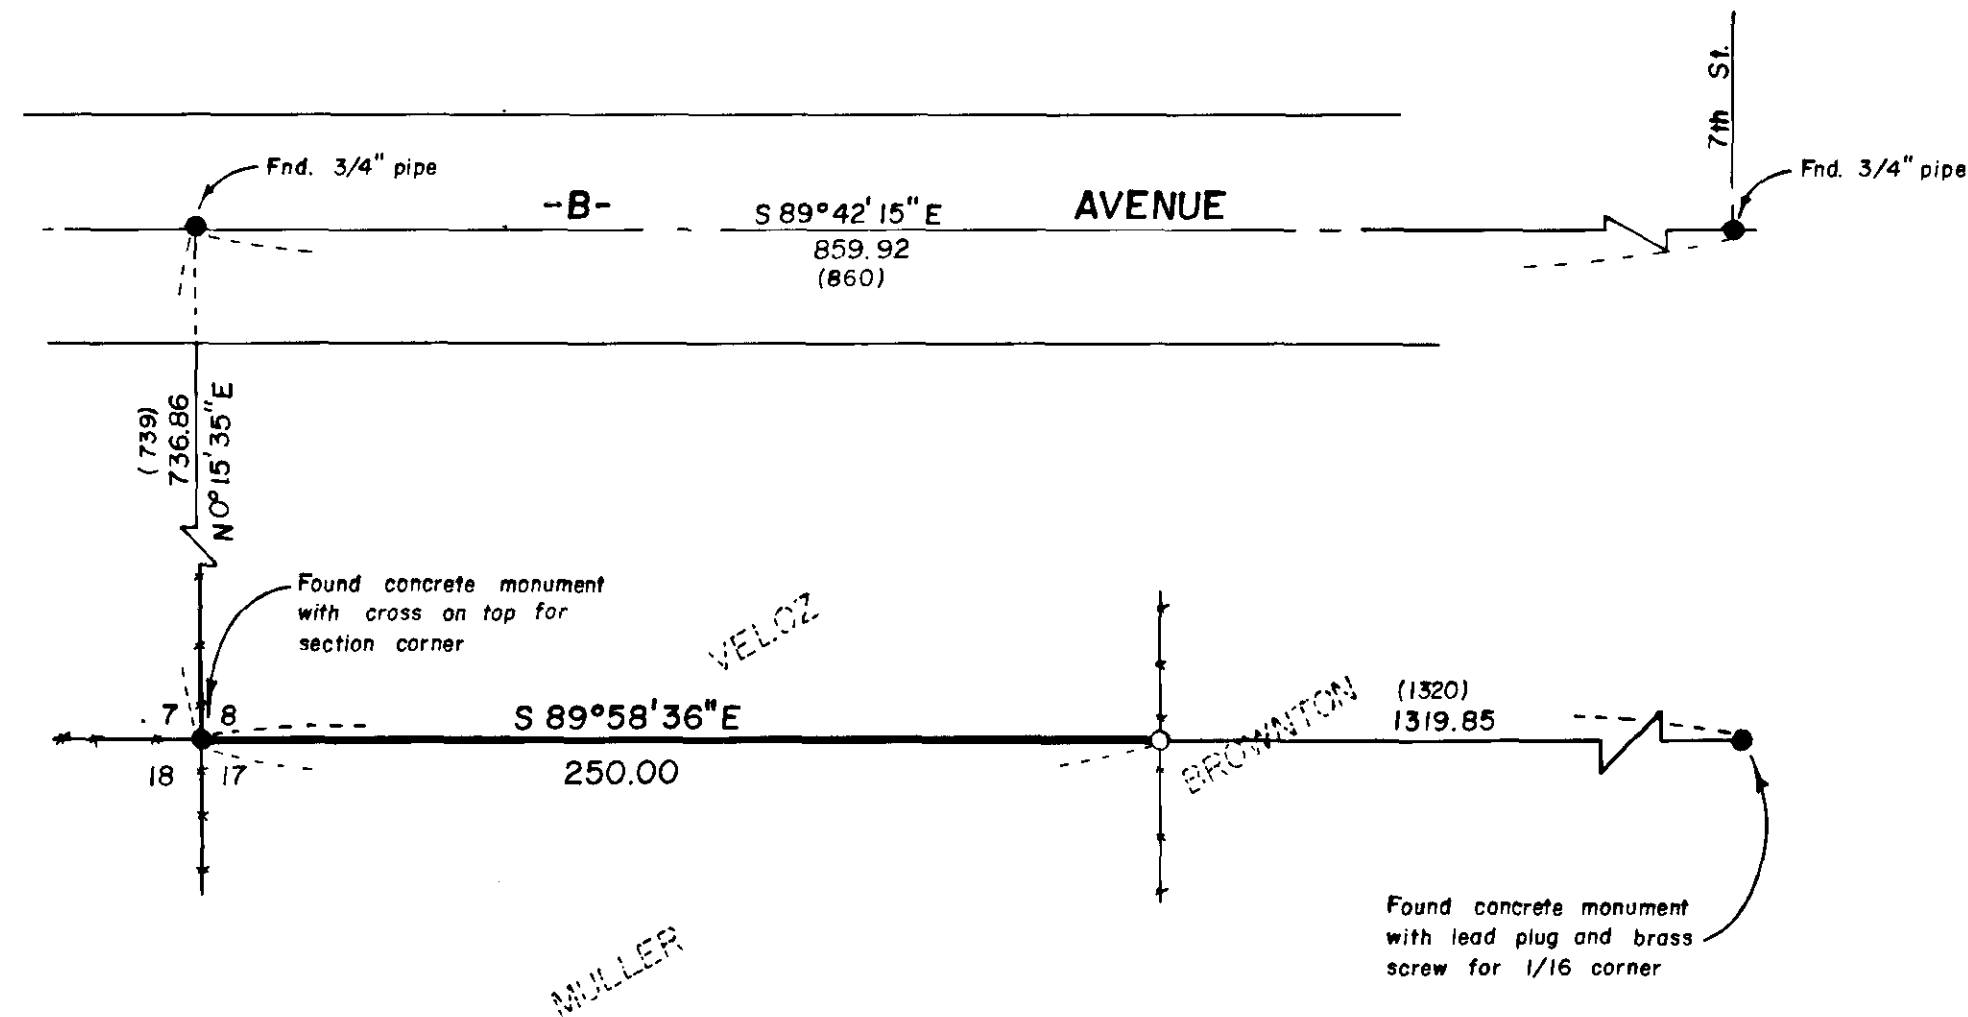 7th St.
Fnd. 3/4" pipe
Fnd. 3/4" pipe
-B- AVENUE
S 89°42'15" E
859.92
(860)
(739)
736.86
N 0°15'35" E
Found concrete monument
with cross on top for
section corner
VELOZ
7 8
18 17
S 89°58'36" E
250.00
BROWNTON
(1320)
1319.85
Found concrete monument
with lead plug and brass
screw for 1/16 corner
MULLER